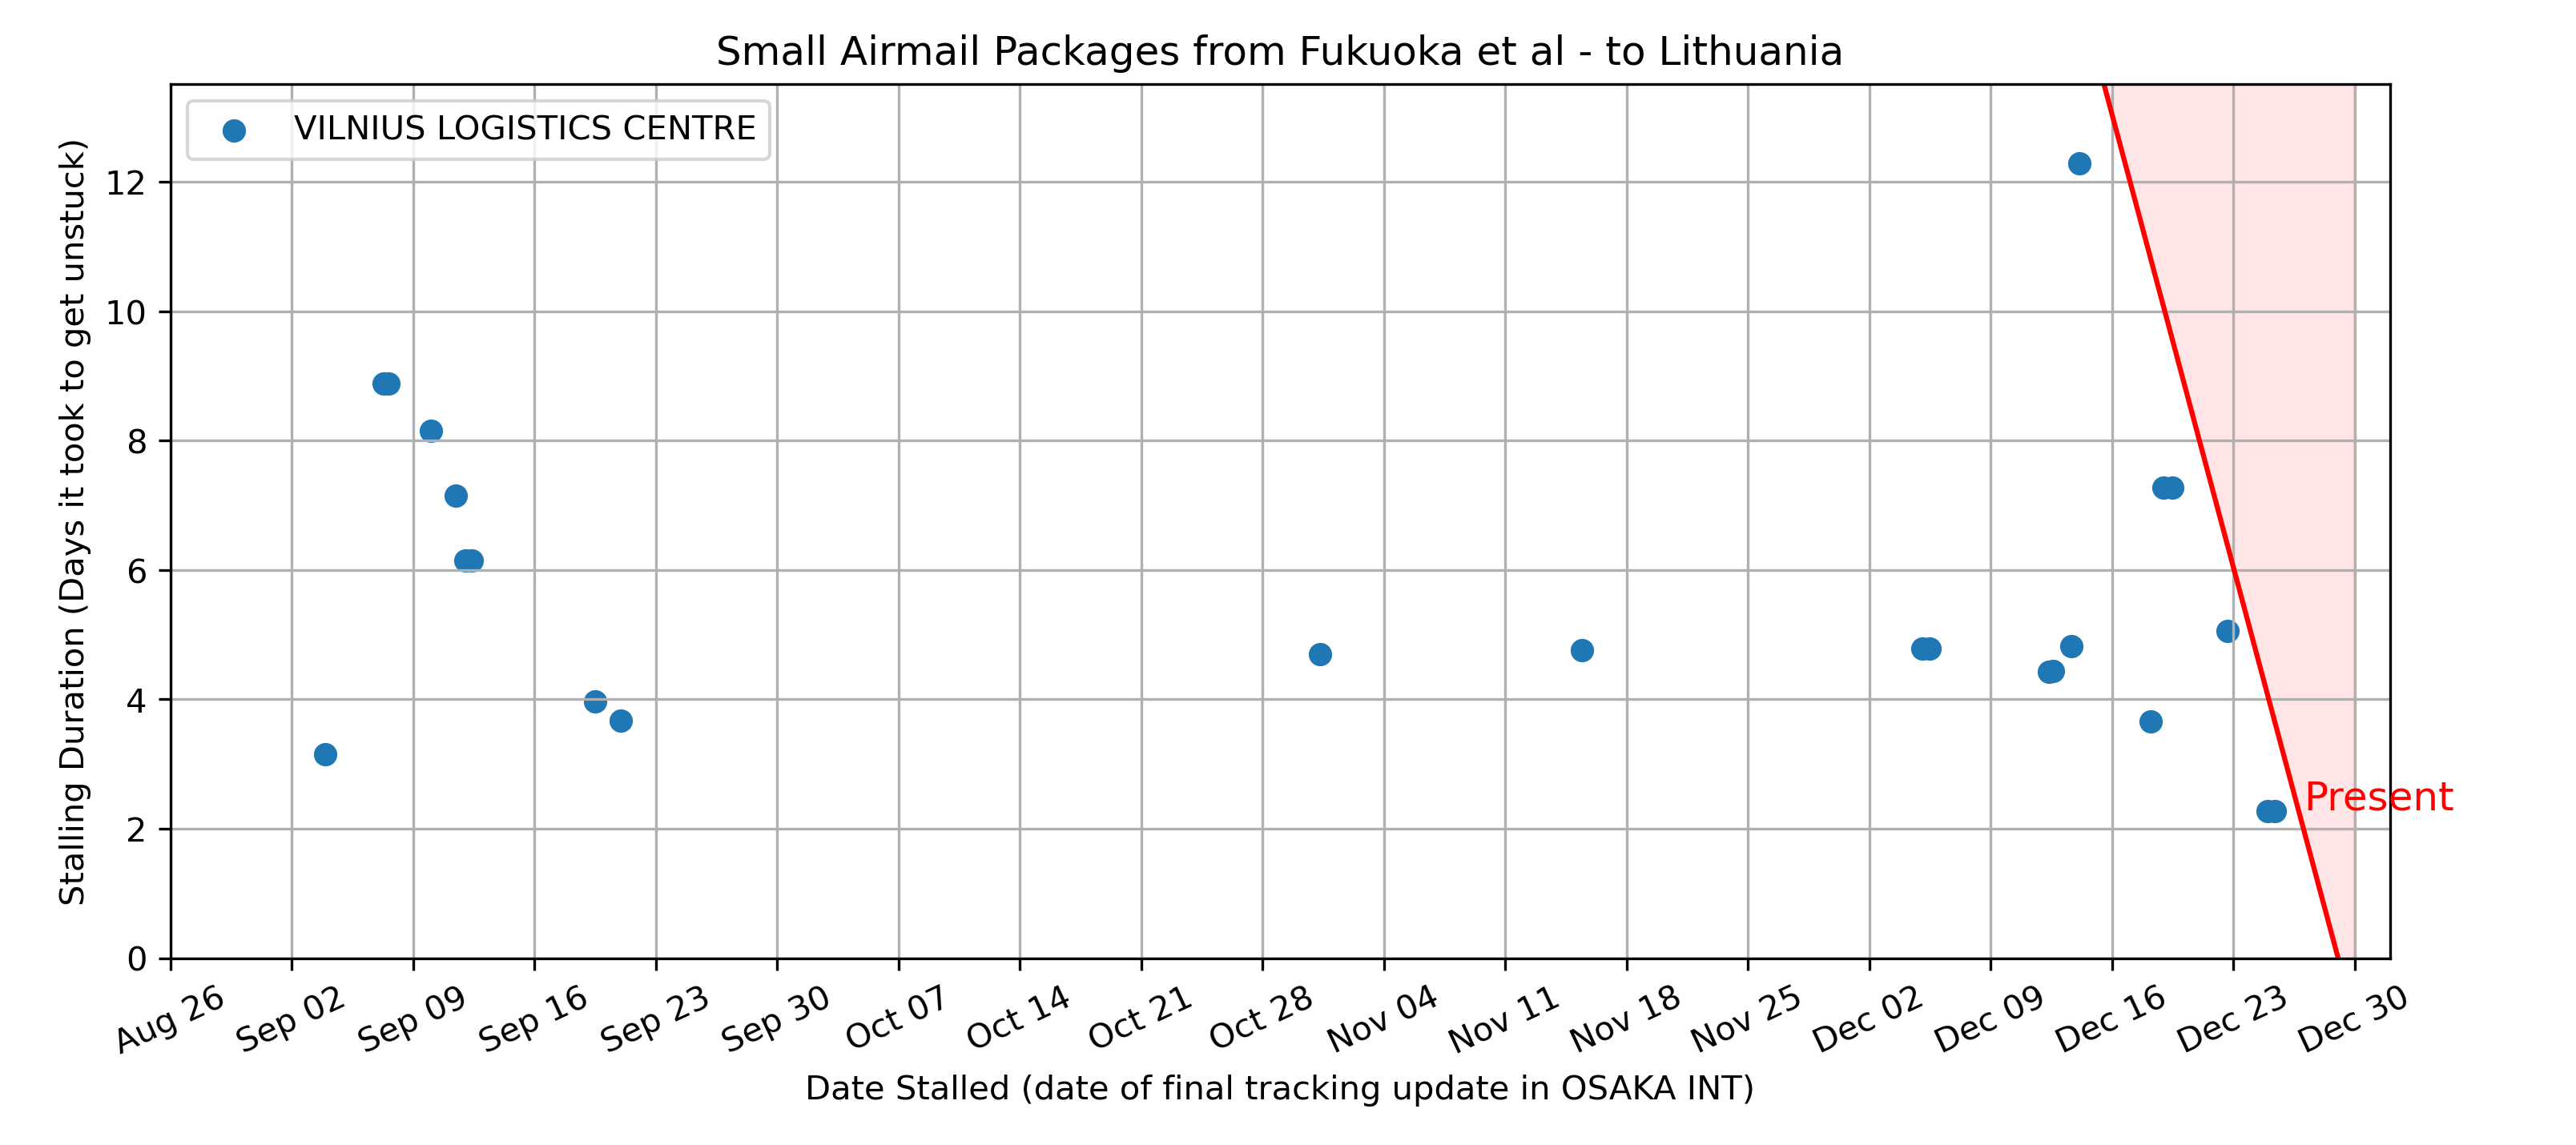 Small Airmail Packages from Fukuoka et al - to Lithuania
VILNIUS LOGISTICS CENTRE
Stalling Duration (Days it took to get unstuck)
12
10
8
6
4
2
0
Present
Aug 26
Sep 02
Sep 09
Sep 16
Sep 23
Sep 30
Oct 07
Oct 14
Oct 21
Oct 28
Nov 04
Nov 11
Nov 18
Nov 25
Dec 02
Dec 09
Dec 16
Dec 23
Dec 30
Date Stalled (date of final tracking update in OSAKA INT)